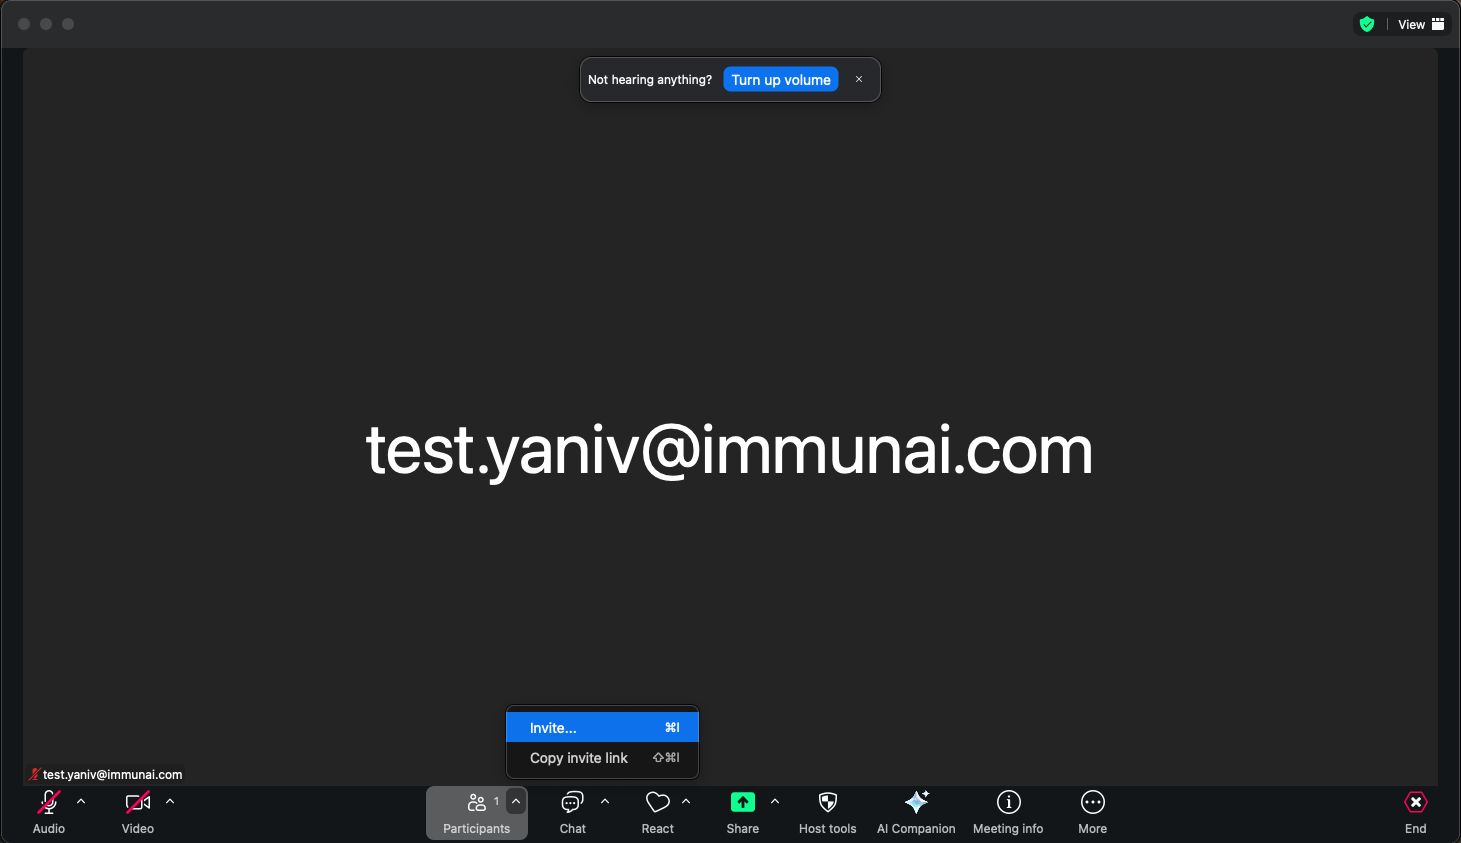 View
Not hearing anything? Turn up volume
test.yaniv@immunai.com
Invite... ⌘I
Copy invite link ⇧⌘I
test.yaniv@immunai.com
1
Audio Video Participants Chat React Share Host tools AI Companion Meeting info More End